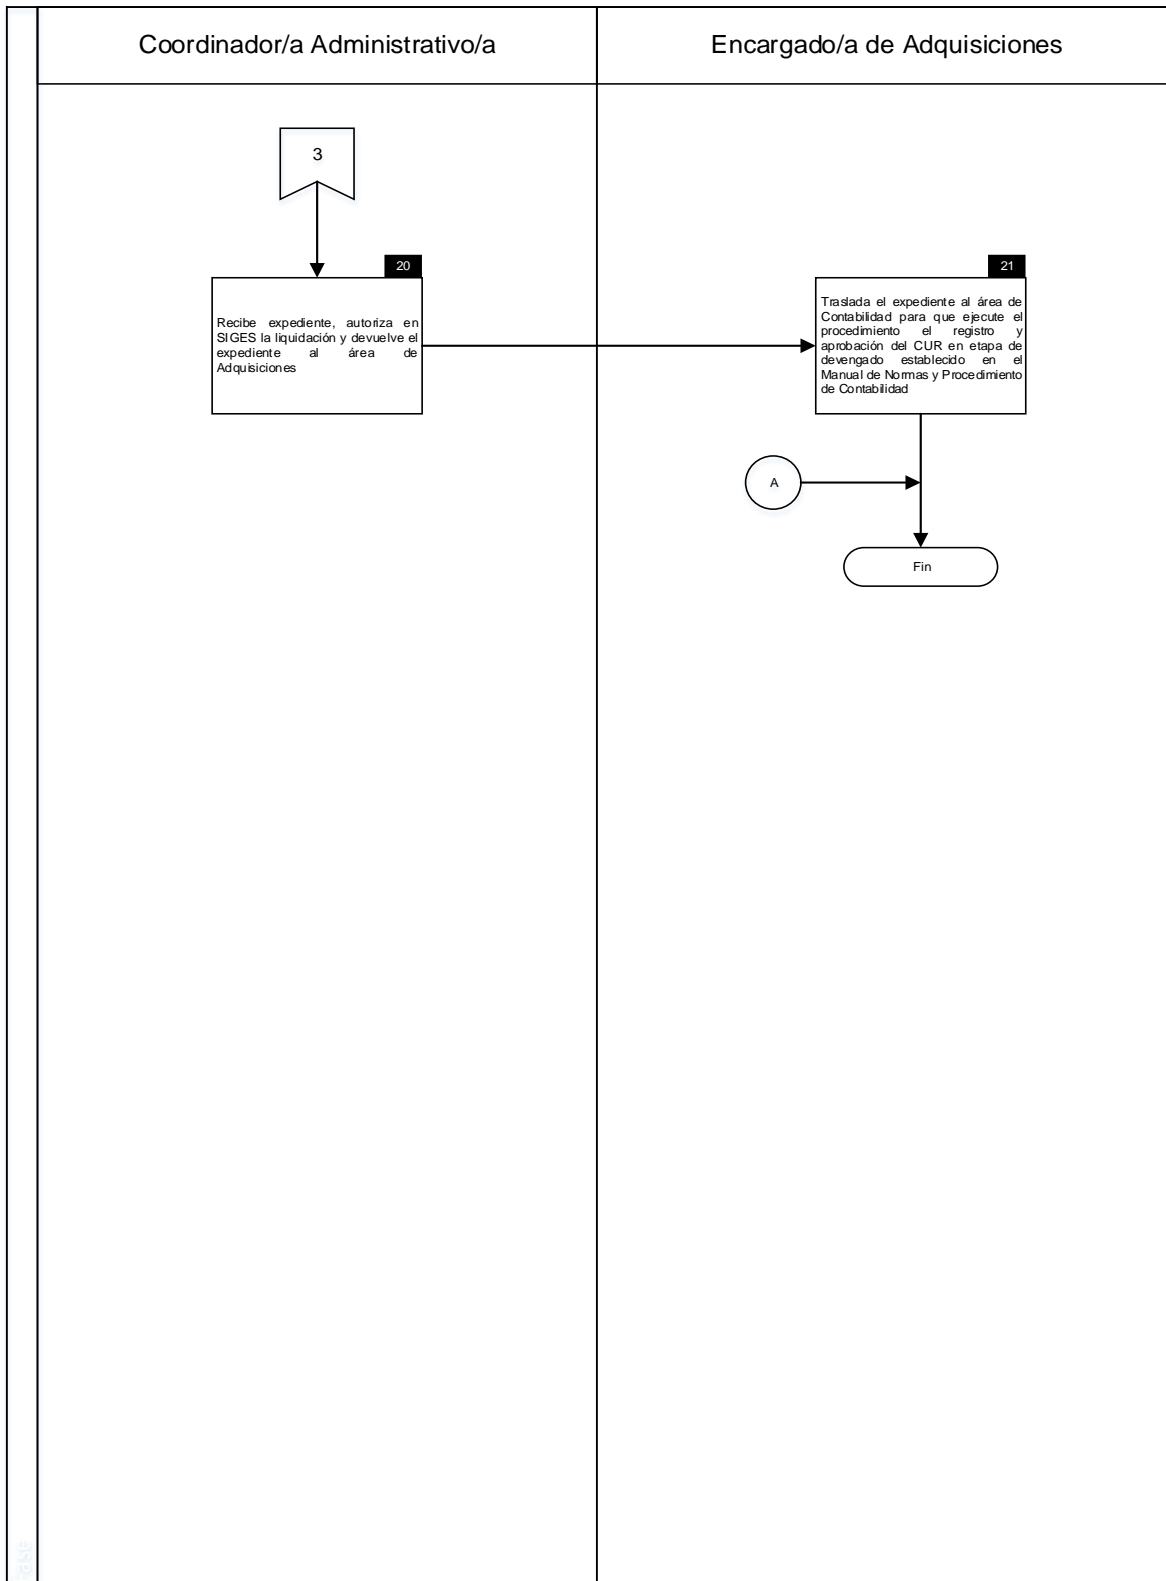 Coordinador/a Administrativo/a
Encargado/a de Adquisiciones
3
20
Recibe expediente, autoriza en
SIGES la liquidación y devuelve el
expediente al área de
Adquisiciones
21
Traslada el expediente al área de
Contabilidad para que ejecute el
procedimiento el registro y
aprobación del CUR en etapa de
devengado establecido en el
Manual de Normas y Procedimiento
de Contabilidad
A
Fin
Fase